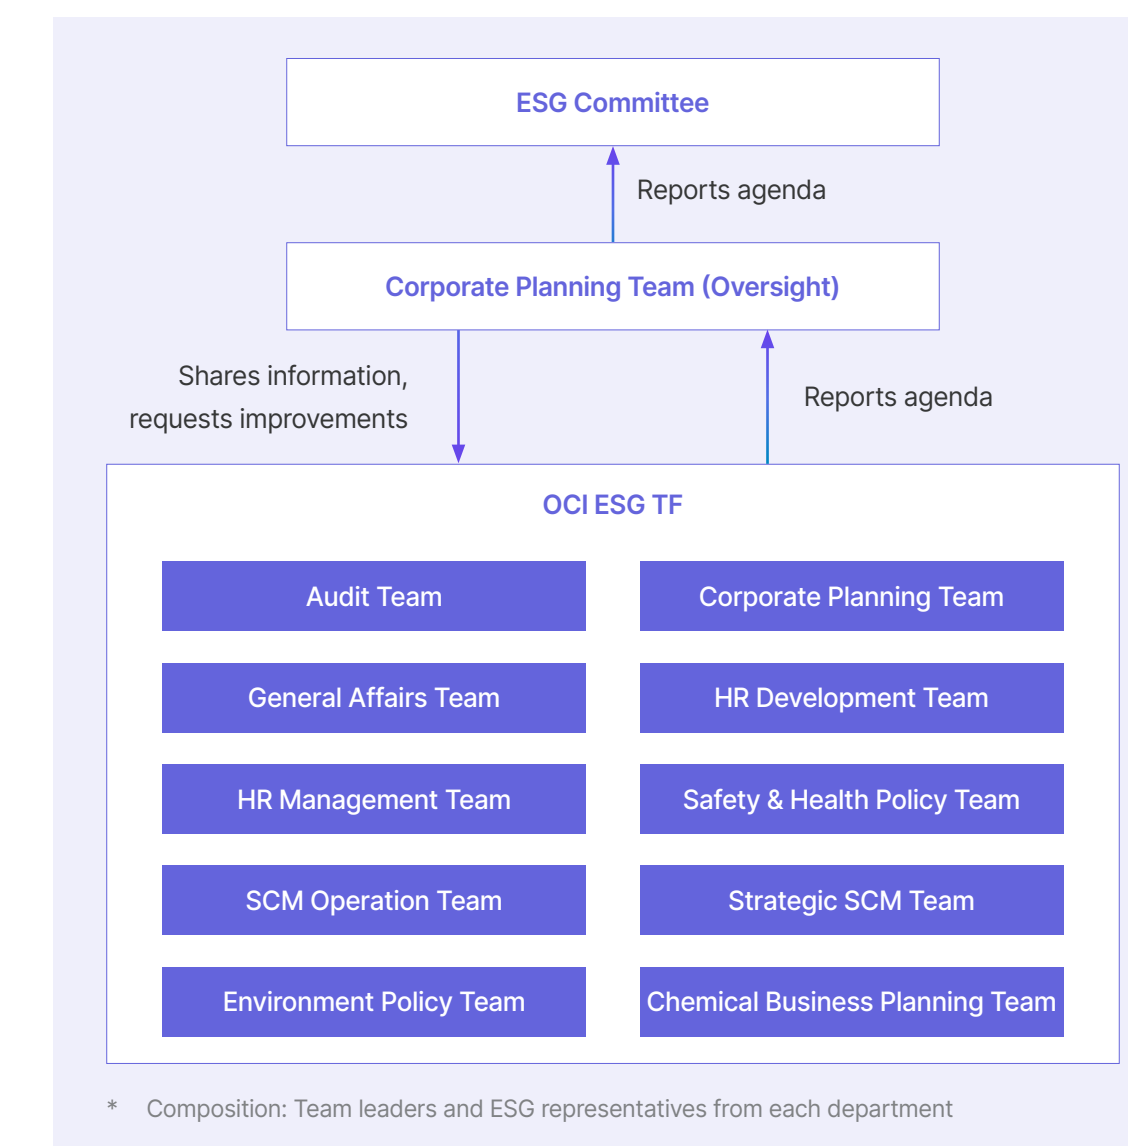 ESG Committee
Reports agenda
Corporate Planning Team (Oversight)
Shares information,
requests improvements
Reports agenda
OCI ESG TF
Audit Team
Corporate Planning Team
General Affairs Team
HR Development Team
HR Management Team
Safety & Health Policy Team
SCM Operation Team
Strategic SCM Team
Environment Policy Team
Chemical Business Planning Team
* Composition: Team leaders and ESG representatives from each department